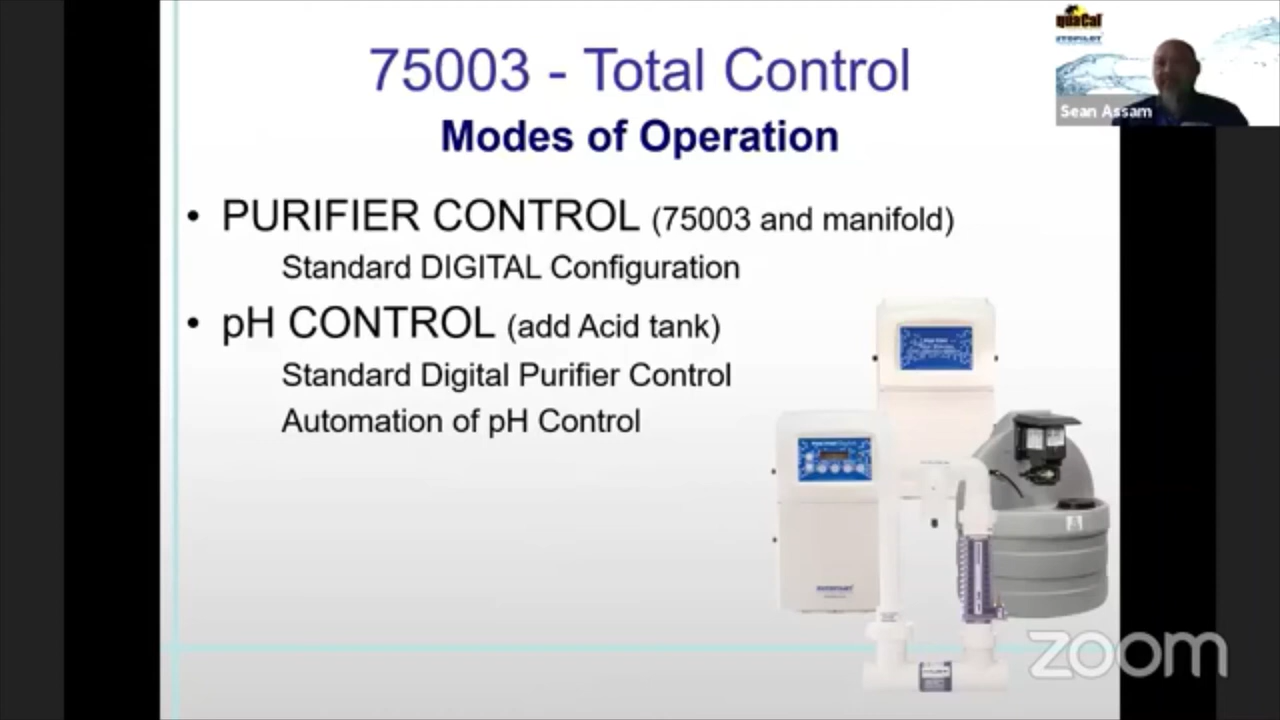 75003 - Total Control
Modes of Operation
• PURIFIER CONTROL (75003 and manifold)
Standard DIGITAL Configuration
• pH CONTROL (add Acid tank)
Standard Digital Purifier Control
Automation of pH Control
Sean Assam
zoom